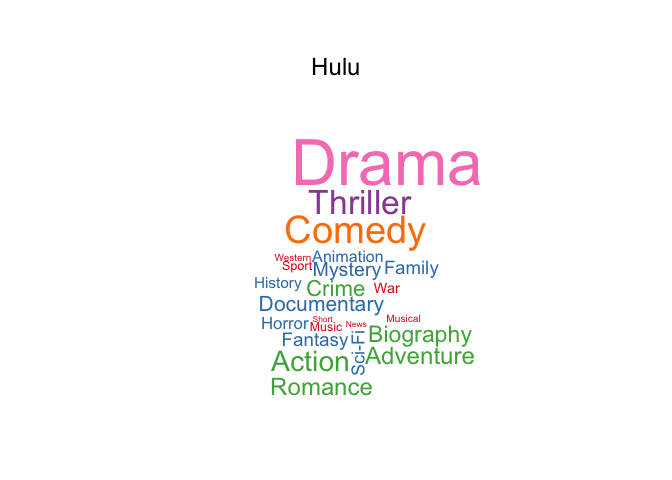 Hulu
Drama
Thriller
Comedy
Western Animation
Sport Mystery Family
History Crime War
Documentary
Horror Short Music News Musical
Fantasy Sci-Fi Biography
Action Adventure
Romance